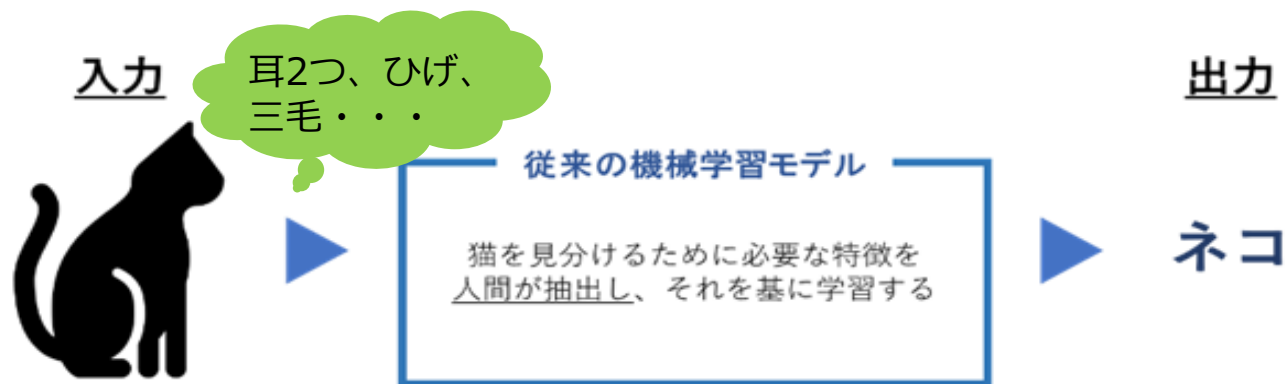 入力
耳2つ、ひげ、
三毛・・・
出力
従来の機械学習モデル
猫を見分けるために必要な特徴を
人間が抽出し、それを基に学習する
ネコ